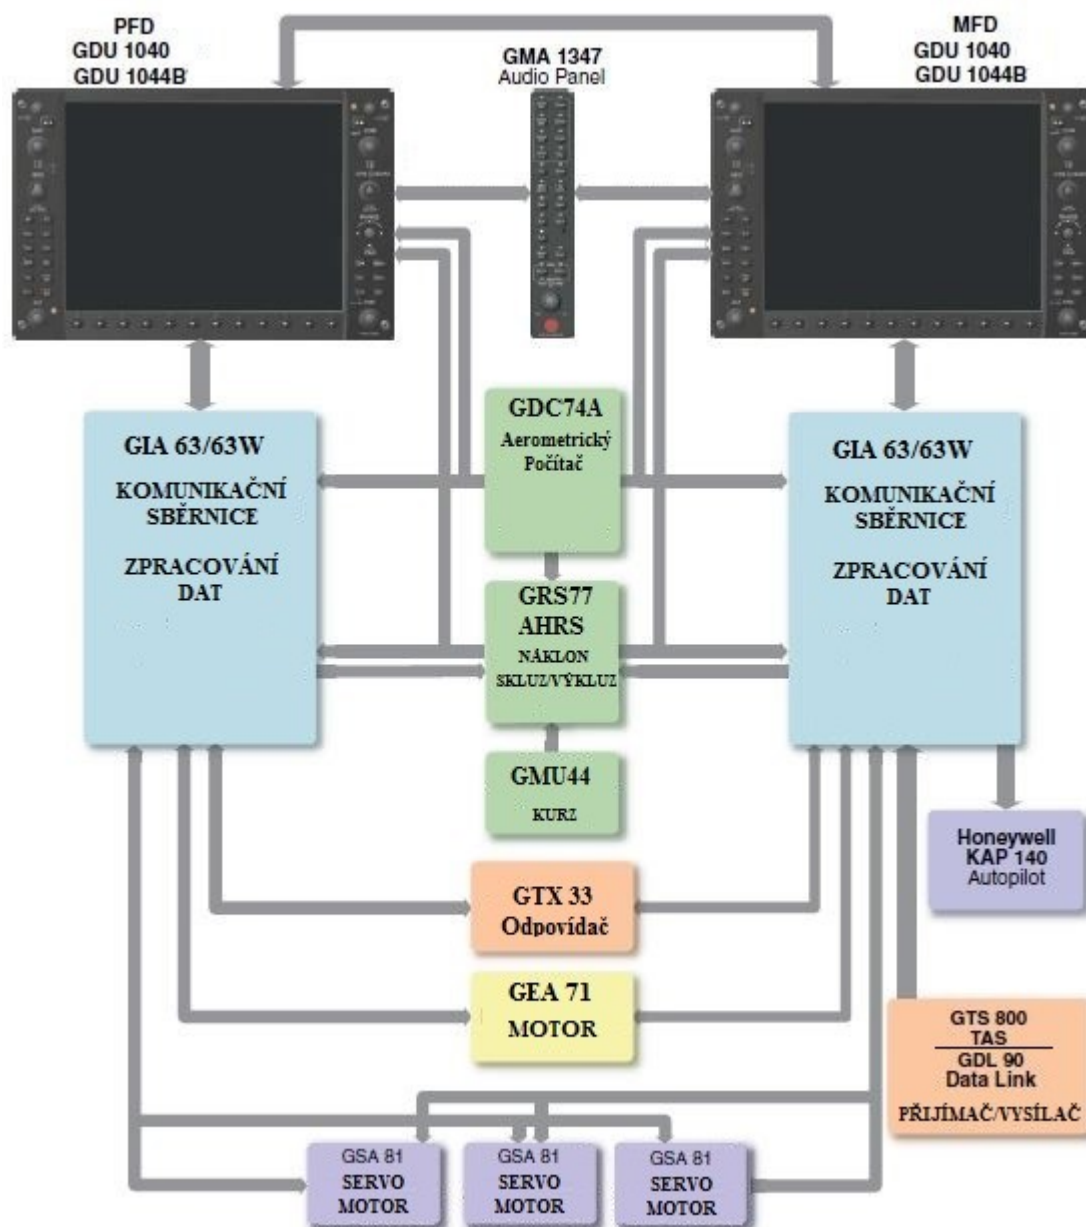 PFD
GDU 1040
GDU 1044B
GMA 1347
Audio Panel
MFD
GDU 1040
GDU 1044B
GIA 63/63W
KOMUNIKAČNÍ
SBĚRNICE
ZPRACOVÁNÍ
DAT
GDC74A
Aerometrický
Počítač
GIA 63/63W
KOMUNIKAČNÍ
SBĚRNICE
ZPRACOVÁNÍ
DAT
GRS77
AHRS
NÁKLON
SKLUZ/VÝKLUZ
GMU44
KURZ
Honeywell
KAP 140
Autopilot
GTX 33
Odpovídač
GEA 71
MOTOR
GTS 800
TAS
GDL 90
Data Link
PŘIJÍMAČ/VYSÍLAČ
GSA 81
SERVO
MOTOR
GSA 81
SERVO
MOTOR
GSA 81
SERVO
MOTOR